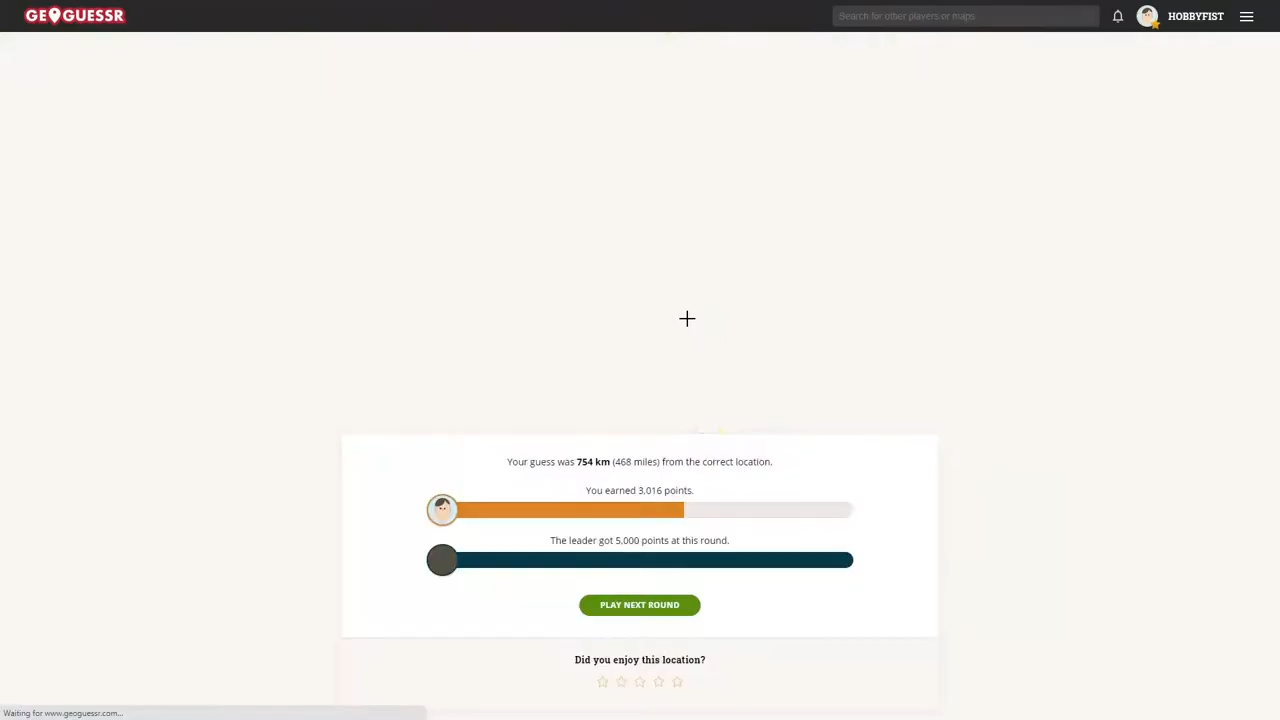 GEOGUESSR
Search for other players or maps
HOBBYFIST
Your guess was 754 km (468 miles) from the correct location.
You earned 3,016 points.
The leader got 5,000 points at this round.
PLAY NEXT ROUND
Did you enjoy this location?
Waiting for www.geoguessr.com...